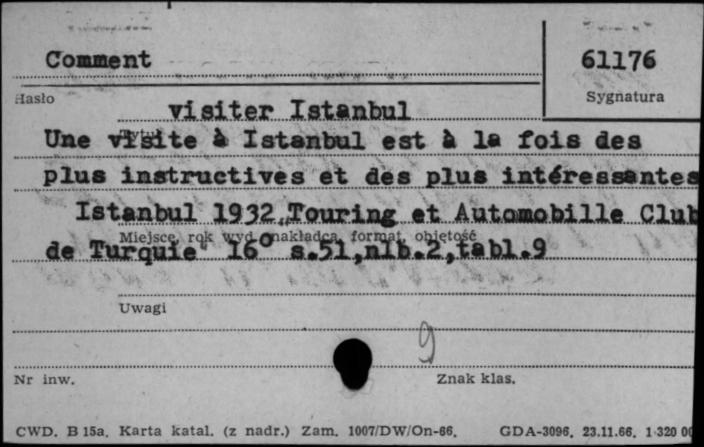 Comment 61176
Hasło Sygnatura
visiter Istanbul
Tytuł
Une visite à Istanbul est à la fois des
plus instructives et des plus intéressantes
Istanbul 1932,"Touring et Automobille Club
Miejsce, rok wyd., nakładca, format, objętość
de Turquie" 16° s.51,nlb.2,tabl.9
Uwagi
9
Nr inw. Znak klas.
CWD. B 15a. Karta katal. (z nadr.) Zam. 1007/DW/On-66. GDA-3096. 23.11.66. 1 320 00